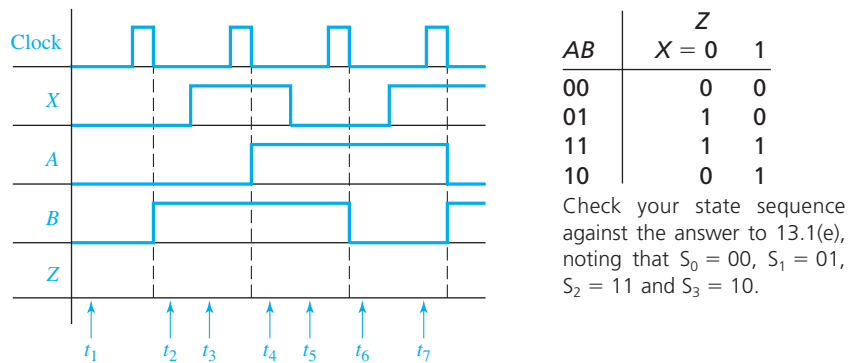 Clock
X
A
B
Z
t1 t2 t3 t4 t5 t6 t7
Z
AB X = 0 1
00 0 0
01 1 0
11 1 1
10 0 1
Check your state sequence
against the answer to 13.1(e),
noting that S0 = 00, S1 = 01,
S2 = 11 and S3 = 10.